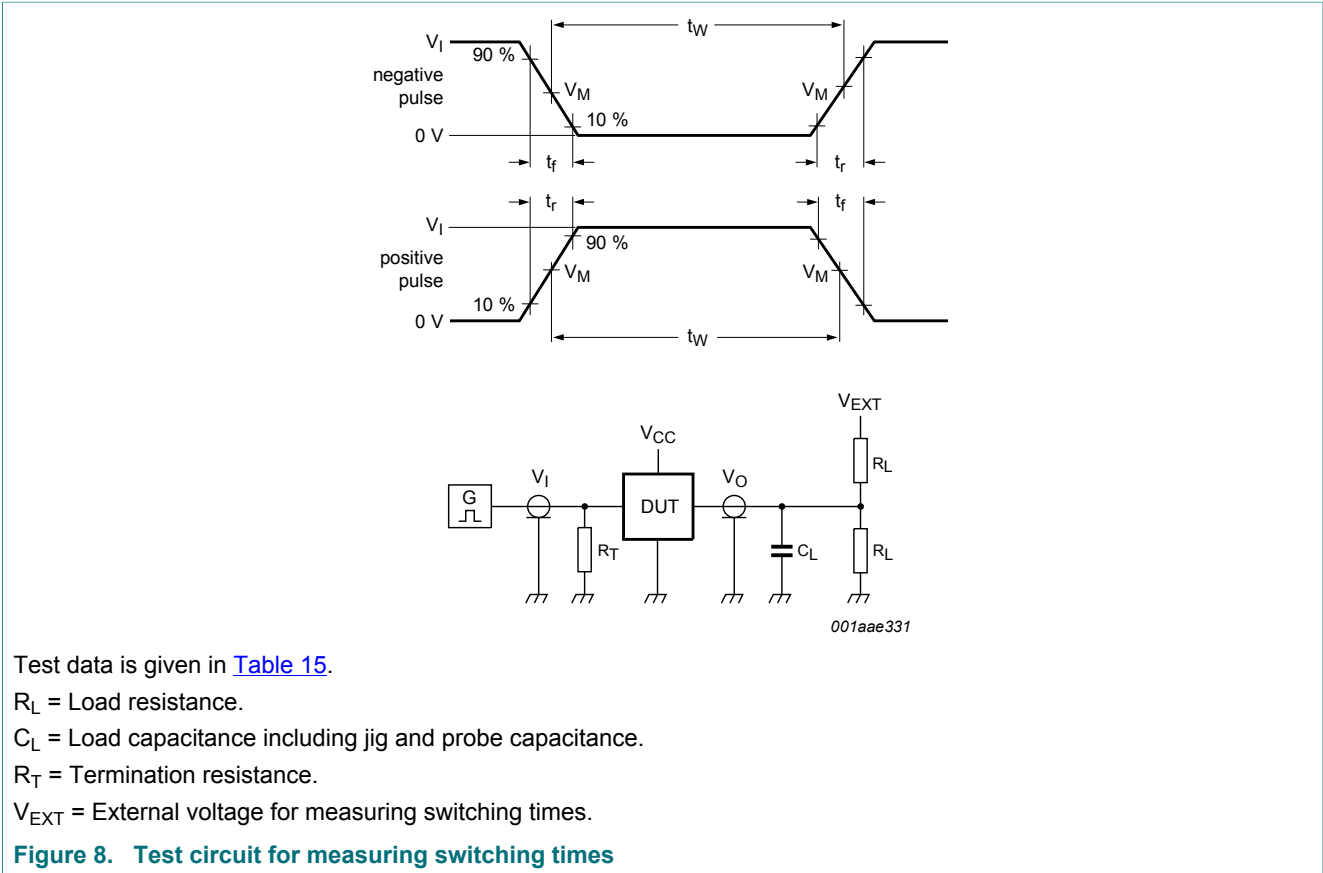 tW
VI
90 %
negative
pulse
VM
VM
10 %
0 V
tf
tr
tr
tf
VI
90 %
positive
pulse
VM
VM
10 %
0 V
tW
VEXT
VCC
RL
VI
VO
G
DUT
RT
CL
RL
001aae331
Test data is given in Table 15.
RL = Load resistance.
CL = Load capacitance including jig and probe capacitance.
RT = Termination resistance.
VEXT = External voltage for measuring switching times.
Figure 8. Test circuit for measuring switching times